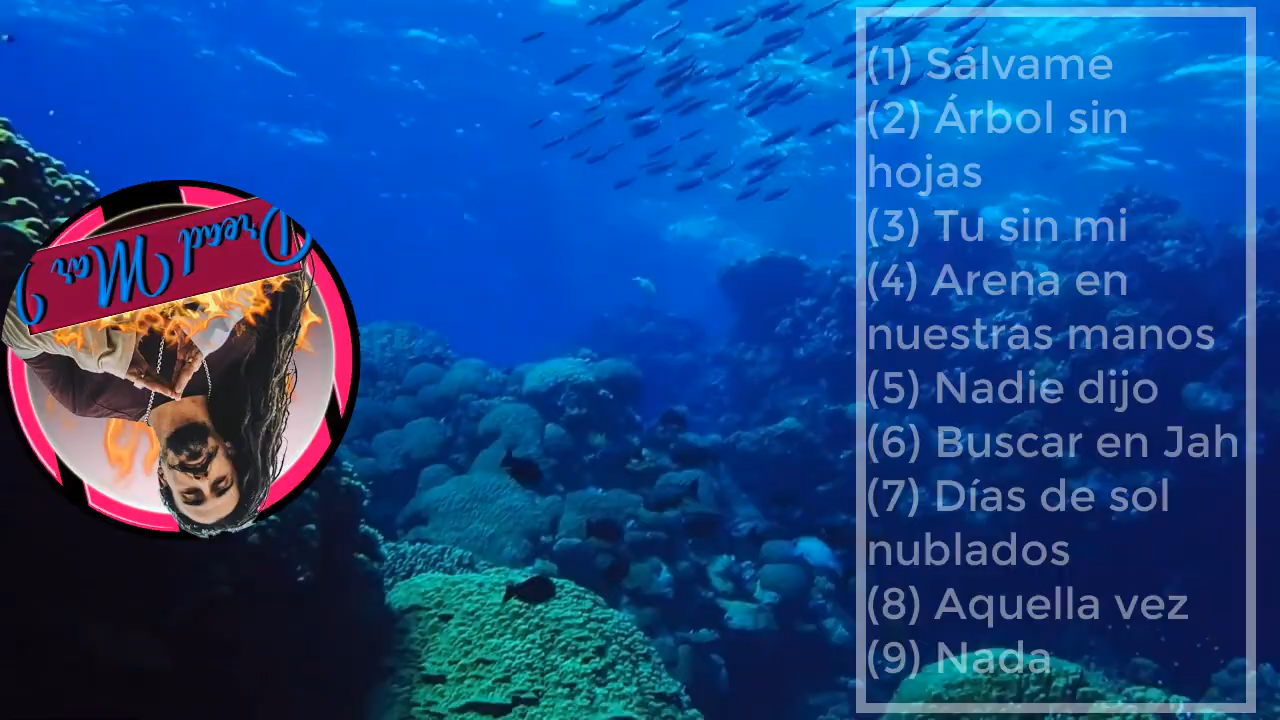 Dread Mar I
(1) Sálvame
(2) Árbol sin
hojas
(3) Tu sin mi
(4) Arena en
nuestras manos
(5) Nadie dijo
(6) Buscar en Jah
(7) Días de sol
nublados
(8) Aquella vez
(9) Nada